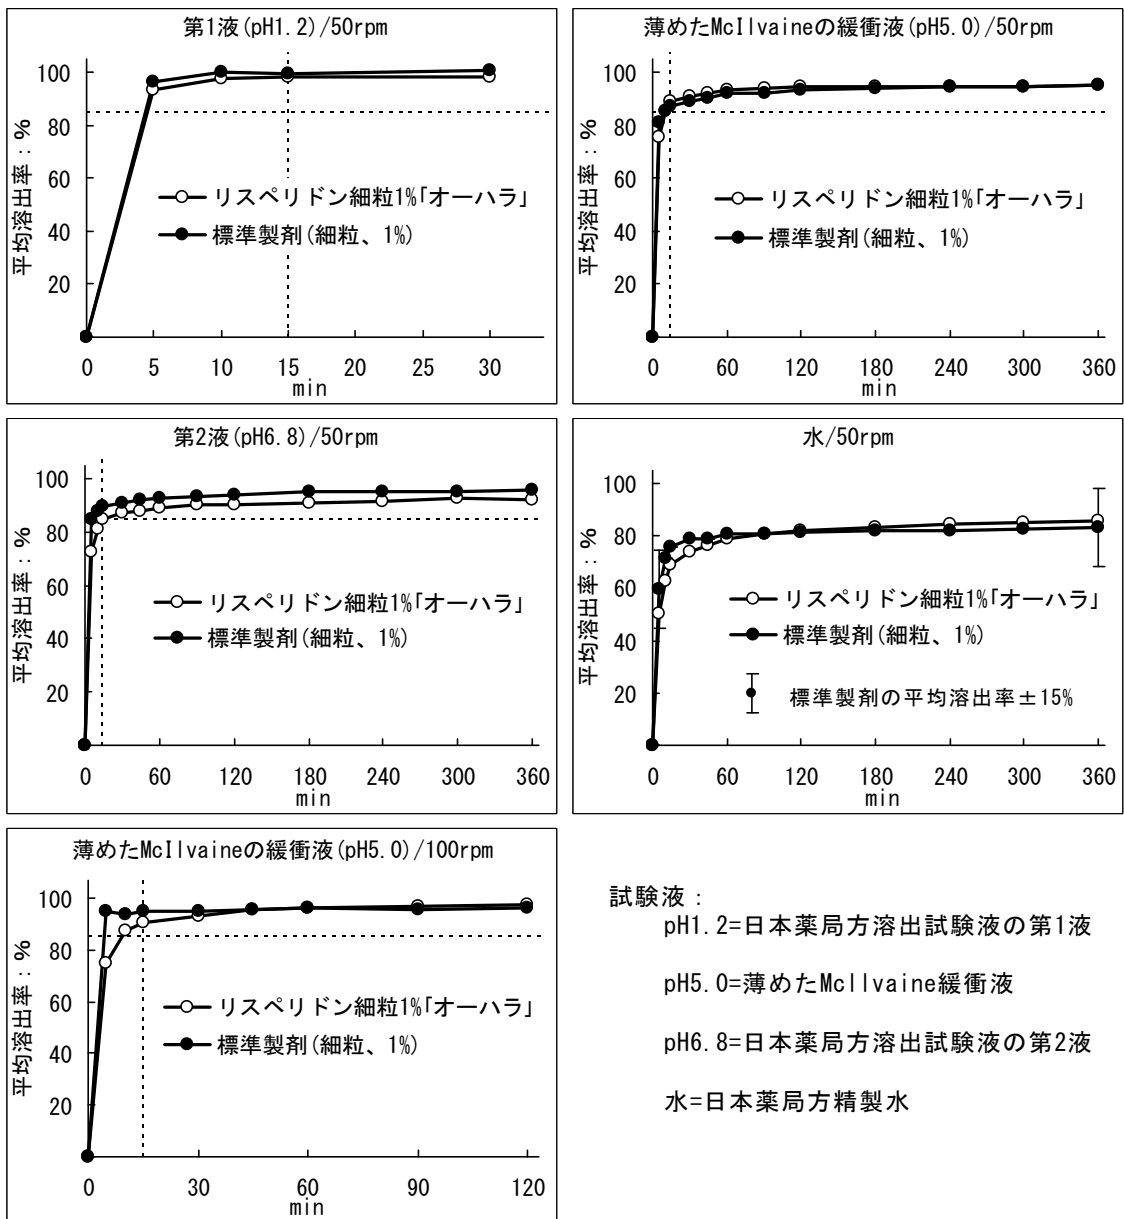 第1液(pH1.2)/50rpm
平均溶出率：%
100
80
60
40
20
リスペリドン細粒1%「オーハラ」
標準製剤(細粒、1%)
0 5 10 15 20 25 30
min
薄めたMcIlvaineの緩衝液(pH5.0)/50rpm
平均溶出率：%
100
80
60
40
20
リスペリドン細粒1%「オーハラ」
標準製剤(細粒、1%)
0 60 120 180 240 300 360
min
第2液(pH6.8)/50rpm
平均溶出率：%
100
80
60
40
20
リスペリドン細粒1%「オーハラ」
標準製剤(細粒、1%)
0 60 120 180 240 300 360
min
水/50rpm
平均溶出率：%
100
80
60
40
20
リスペリドン細粒1%「オーハラ」
標準製剤(細粒、1%)
標準製剤の平均溶出率±15%
0 60 120 180 240 300 360
min
薄めたMcIlvaineの緩衝液(pH5.0)/100rpm
平均溶出率：%
100
80
60
40
20
リスペリドン細粒1%「オーハラ」
標準製剤(細粒、1%)
0 30 60 90 120
min
試験液：
pH1.2=日本薬局方溶出試験液の第1液
pH5.0=薄めたMcIlvaine緩衝液
pH6.8=日本薬局方溶出試験液の第2液
水=日本薬局方精製水